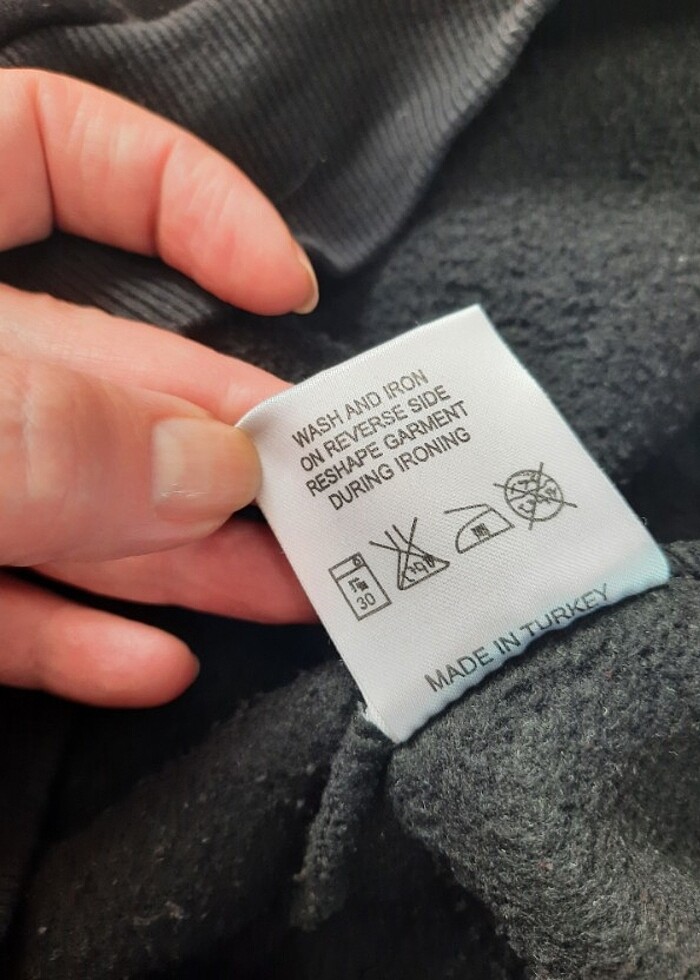 WASH AND IRON
ON REVERSE SIDE
RESHAPE GARMENT
DURING IRONING
30
MADE IN TURKEY